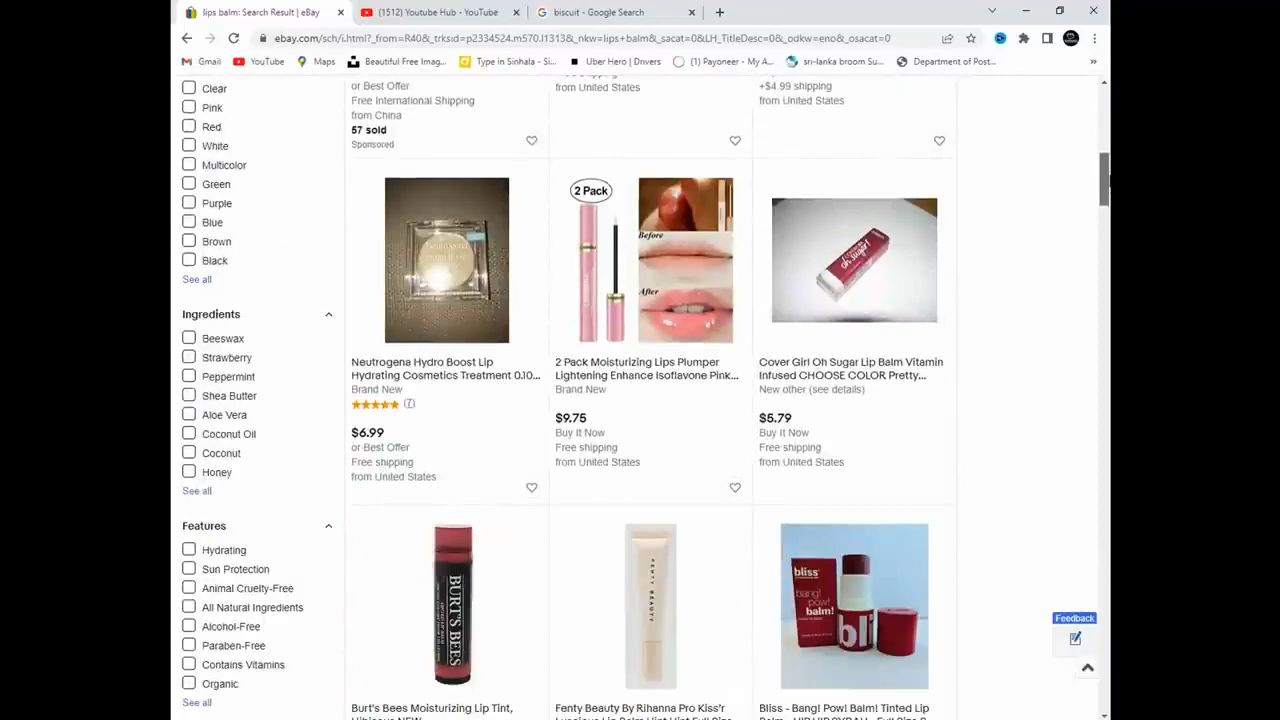 lips balm: Search Result | eBay
(1512) Youtube Hub - YouTube
biscuit - Google Search
ebay.com/sch/i.html?_from=R40&_trksid=p2334524.m570.l1313&_nkw=lips+balm&_sacat=0&LH_TitleDesc=0&_odkw=eno&_osacat=0
Gmail
YouTube
Maps
Beautiful Free Imag...
Type in Sinhala - Si...
Uber Hero | Drivers
(1) Payoneer - My A...
sri-lanka broom Su...
Department of Post...
Clear
Pink
Red
White
Multicolor
Green
Purple
Blue
Brown
Black
See all
Ingredients
Beeswax
Strawberry
Peppermint
Shea Butter
Aloe Vera
Coconut Oil
Coconut
Honey
See all
Features
Hydrating
Sun Protection
Animal Cruelty-Free
All Natural Ingredients
Alcohol-Free
Paraben-Free
Contains Vitamins
Organic
See all
or Best Offer
Free International Shipping
from China
57 sold
Sponsored
from United States
+$4.99 shipping
from United States
Neutrogena Hydro Boost Lip
Hydrating Cosmetics Treatment 0.10...
Brand New
(7)
$6.99
or Best Offer
Free shipping
from United States
2 Pack
Before
After
2 Pack Moisturizing Lips Plumper
Lightening Enhance Isoflavone Pink...
Brand New
$9.75
Buy It Now
Free shipping
from United States
oh sugar!
Cover Girl Oh Sugar Lip Balm Vitamin
Infused CHOOSE COLOR Pretty...
New other (see details)
$5.79
Buy It Now
Free shipping
from United States
BURT'S BEES
Burt's Bees Moisturizing Lip Tint,
Hibiscus NEW
FENTY BEAUTY
Fenty Beauty By Rihanna Pro Kiss'r
Luscious Lip Balm
bliss
bang!
pow!
balm!
bli
Bliss - Bang! Pow! Balm! Tinted Lip
Feedback